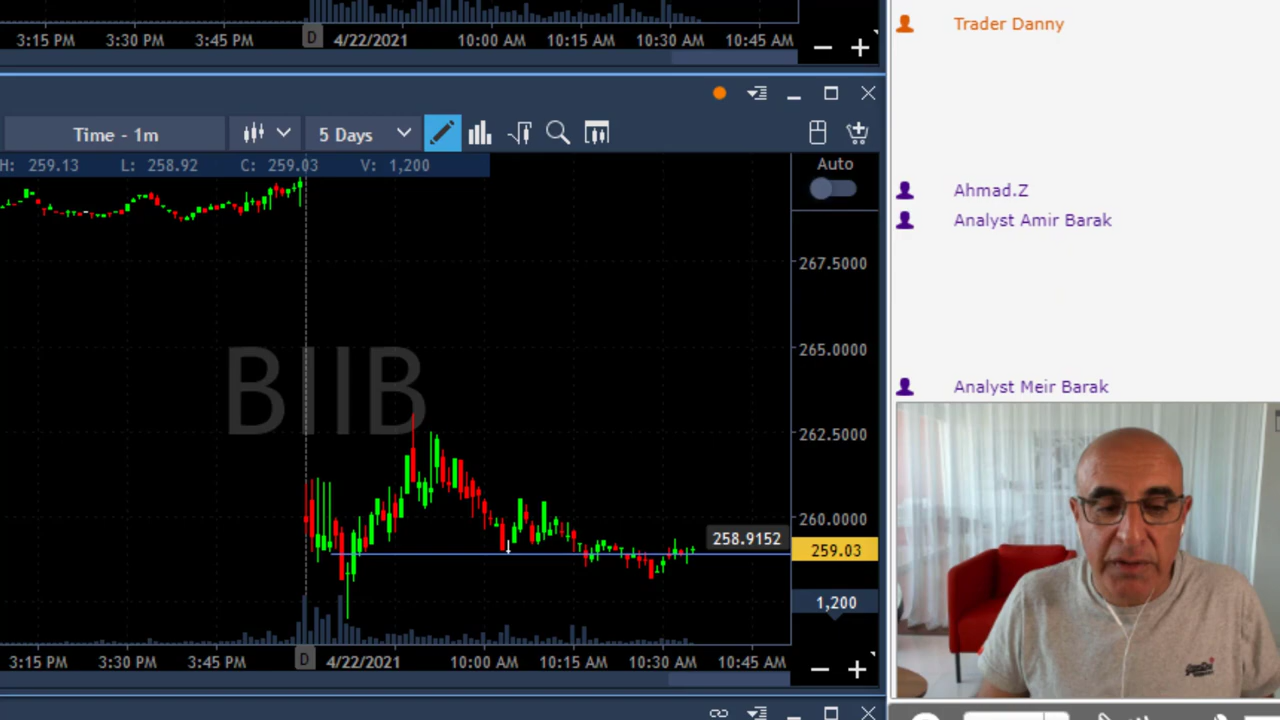 3:15 PM 3:30 PM 3:45 PM D 4/22/2021 10:00 AM 10:15 AM 10:30 AM 10:45 AM
Time - 1m 5 Days
H: 259.13 L: 258.92 C: 259.03 V: 1,200
Auto
267.5000
265.0000
BIIB
262.5000
260.0000
258.9152
259.03
1,200
3:15 PM 3:30 PM 3:45 PM D 4/22/2021 10:00 AM 10:15 AM 10:30 AM 10:45 AM
Trader Danny
Ahmad.Z
Analyst Amir Barak
Analyst Meir Barak